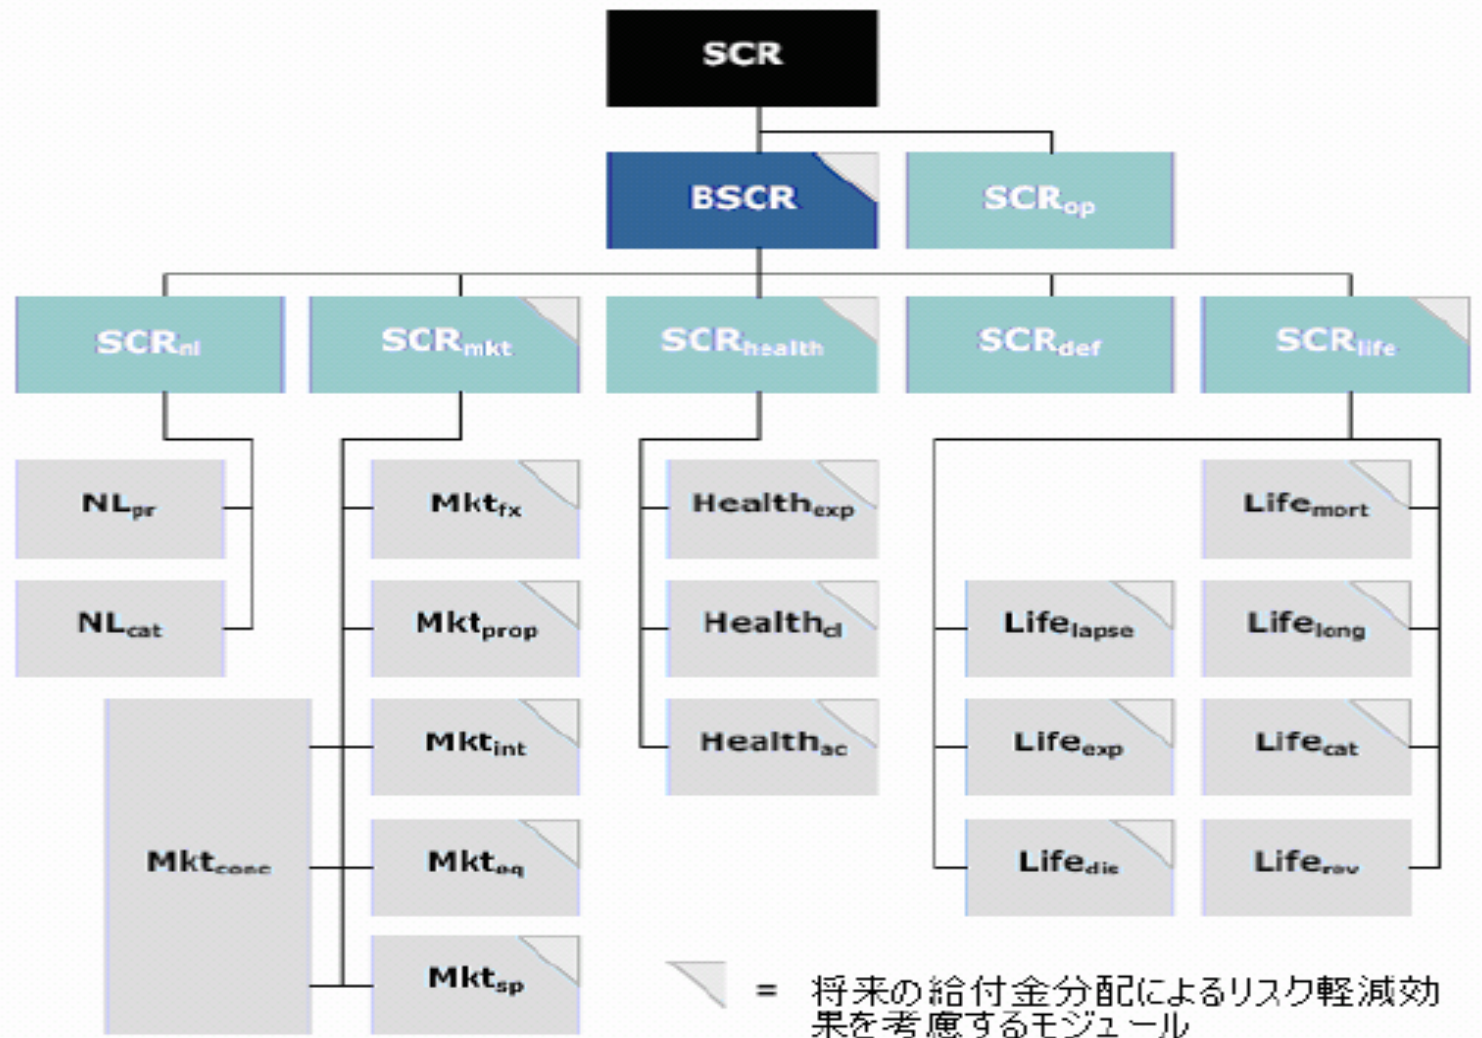 SCR
BSCR
SCRop
SCRnl
SCRmkt
SCRhealth
SCRdef
SCRlife
NLpr
Mktfx
Healthexp
Lifemort
NLcat
Mktprop
Healthcl
Lifelapse
Lifelong
Mktint
Healthac
Lifeexp
Lifecat
Mktconc
Mkteq
Lifedis
Liferev
Mktsp
= 将来の給付金分配によるリスク軽減効
果を考慮するモジュール